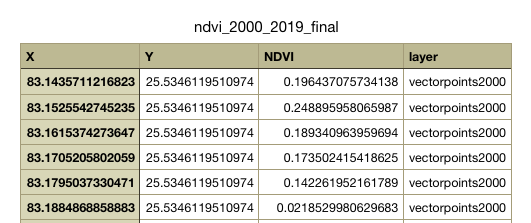 ndvi_2000_2019_final
X Y NDVI layer
83.1435711216823 25.5346119510974 0.196437075734138 vectorpoints2000
83.1525542745235 25.5346119510974 0.248895958065987 vectorpoints2000
83.1615374273647 25.5346119510974 0.189340963959694 vectorpoints2000
83.1705205802059 25.5346119510974 0.173502415418625 vectorpoints2000
83.1795037330471 25.5346119510974 0.142261952161789 vectorpoints2000
83.1884868858883 25.5346119510974 0.0218529980629683 vectorpoints2000